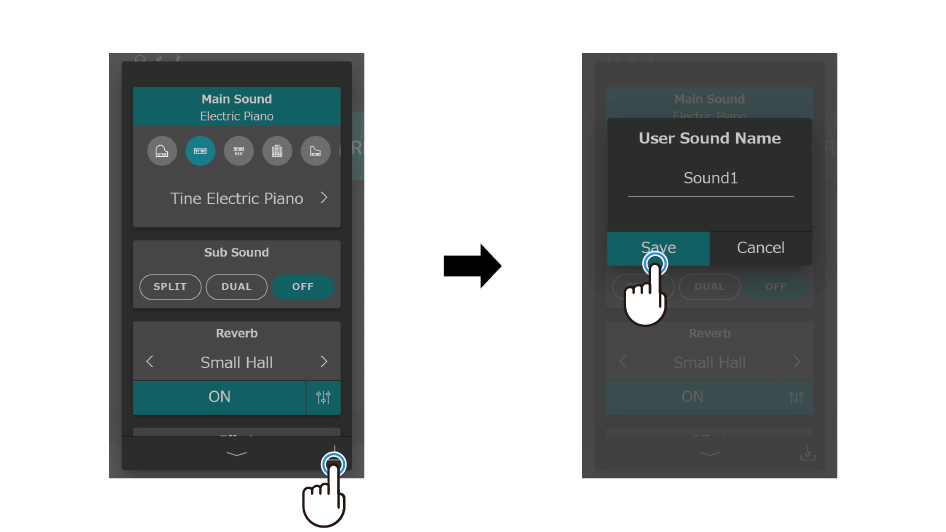 Main Sound
Electric Piano
Tine Electric Piano
Sub Sound
SPLIT DUAL OFF
Reverb
Small Hall
ON
Main Sound
Electric Piano
User Sound Name
Sound1
Save Cancel
DUAL OFF
Reverb
Small Hall
ON